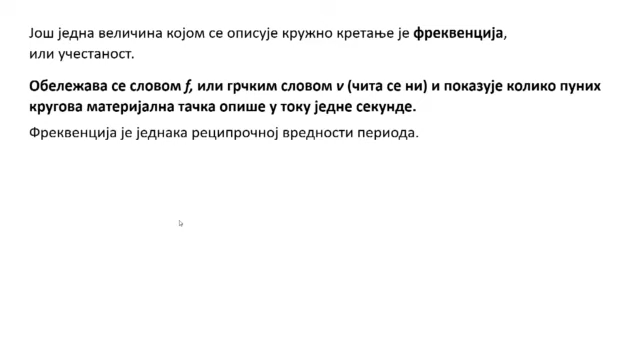 Још једна величина којом се описује кружно кретање је фреквенција,
или учестаност.
Обележава се словом f, или грчким словом ν (чита се ни) и показује колико пуних
кругова материјална тачка опише у току једне секунде.
Фреквенција је једнака реципрочној вредности периода.